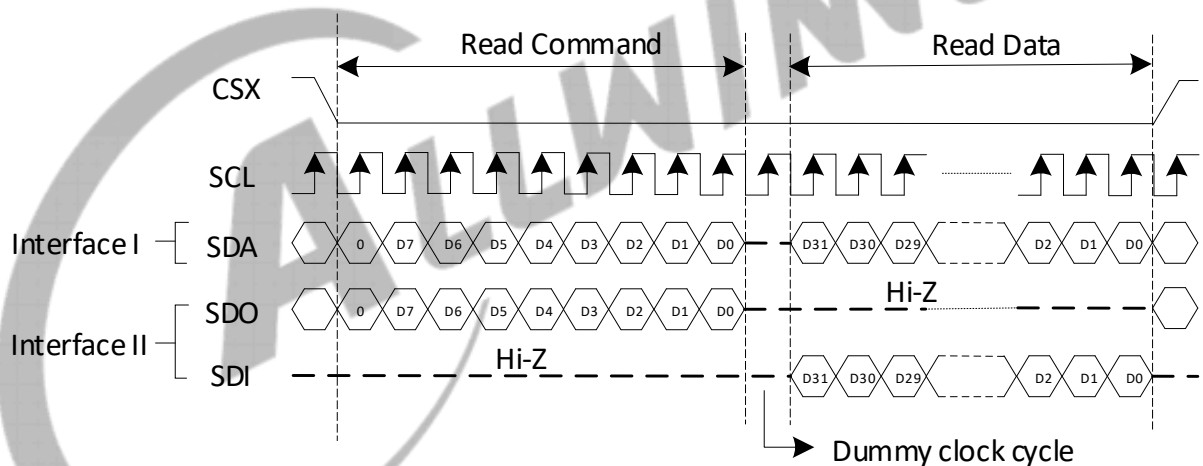 ALLWINN
Read Command
Read Data
CSX
SCL
Interface I
SDA
0 D7 D6 D5 D4 D3 D2 D1 D0
D31 D30 D29
D2 D1 D0
Hi-Z
Interface II
SDO
0 D7 D6 D5 D4 D3 D2 D1 D0
Hi-Z
SDI
D31 D30 D29
D2 D1 D0
Dummy clock cycle